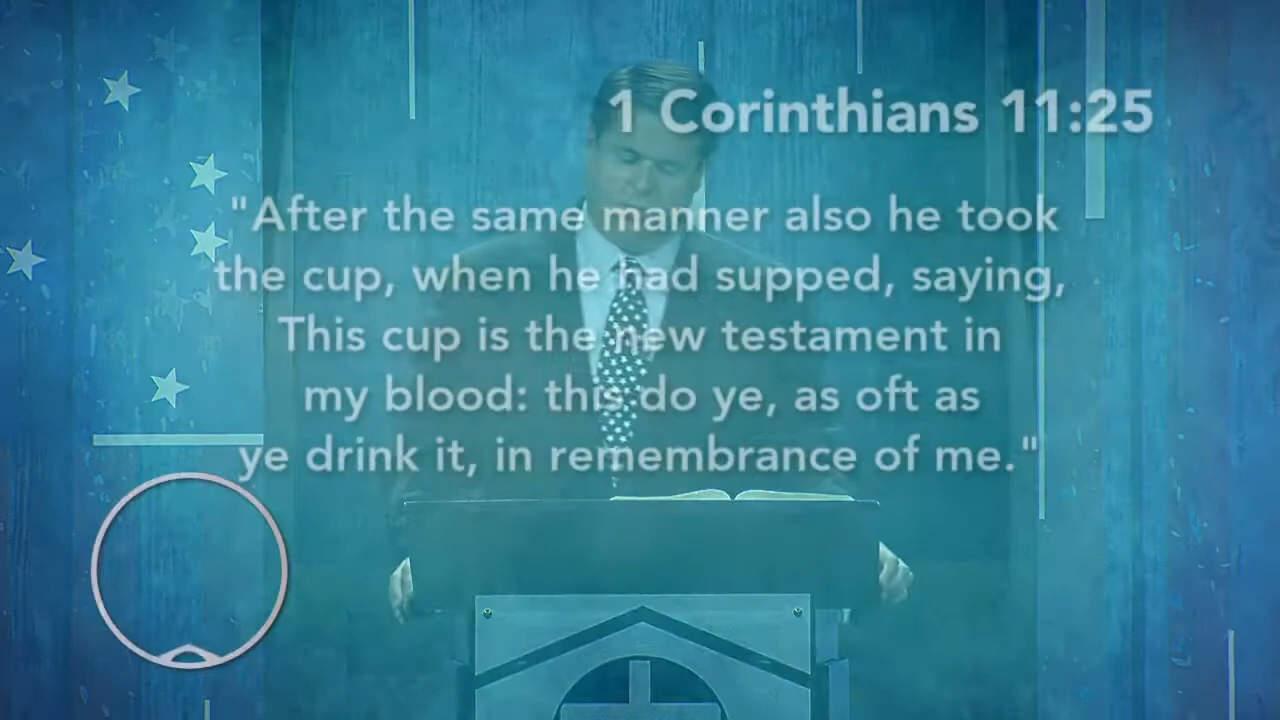 1 Corinthians 11:25
"After the same manner also he took
the cup, when he had supped, saying,
This cup is the new testament in
my blood: this do ye, as oft as
ye drink it, in remembrance of me."